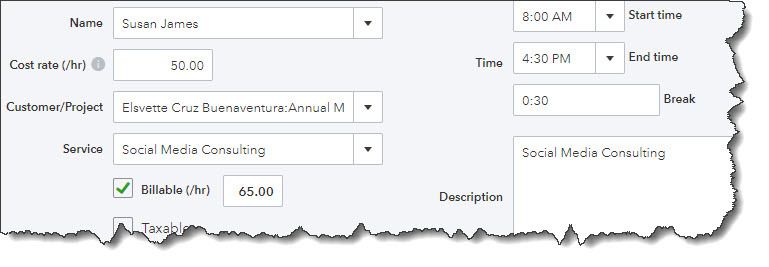 Name Susan James
Cost rate (/hr) i 50.00
Customer/Project Elsvette Cruz Buenaventura:Annual M
Service Social Media Consulting
Billable (/hr) 65.00
Taxable
8:00 AM Start time
Time 4:30 PM End time
0:30 Break
Description Social Media Consulting